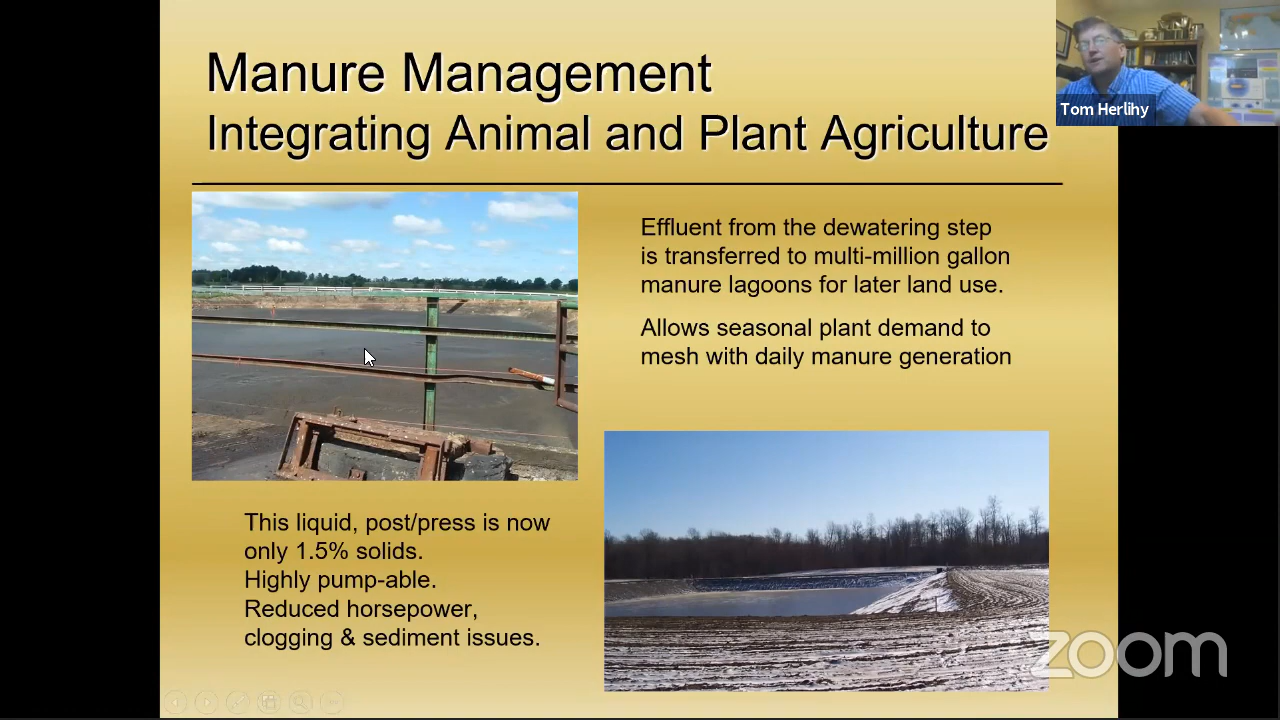 Manure Management
Integrating Animal and Plant Agriculture
Tom Herlihy
Effluent from the dewatering step
is transferred to multi-million gallon
manure lagoons for later land use.
Allows seasonal plant demand to
mesh with daily manure generation
This liquid, post/press is now
only 1.5% solids.
Highly pump-able.
Reduced horsepower,
clogging & sediment issues.
zoom